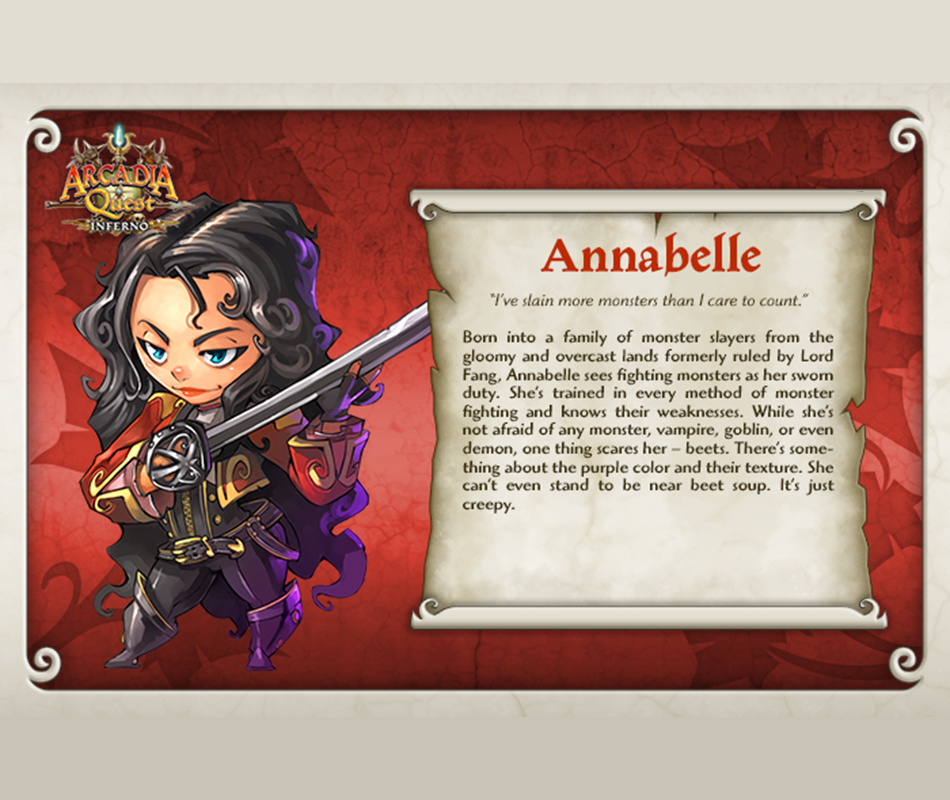 ARCADIA
Quest
INFERNO
Annabelle
"I've slain more monsters than I care to count."
Born into a family of monster slayers from the
gloomy and overcast lands formerly ruled by Lord
Fang, Annabelle sees fighting monsters as her sworn
duty. She's trained in every method of monster
fighting and knows their weaknesses. While she's
not afraid of any monster, vampire, goblin, or even
demon, one thing scares her – beets. There's some-
thing about the purple color and their texture. She
can't even stand to be near beet soup. It's just
creepy.